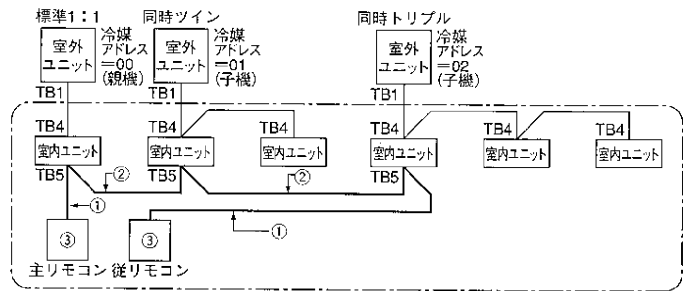 標準1：1
同時ツイン
同時トリプル
室外
ユニット
冷媒
アドレス
=00
(親機)
室外
ユニット
冷媒
アドレス
=01
(子機)
室外
ユニット
冷媒
アドレス
=02
(子機)
TB1
TB1
TB1
TB4
TB4
TB4
TB4
TB4
TB4
室内ユニット
室内ユニット
室内ユニット
室内ユニット
室内ユニット
室内ユニット
TB5
TB5
TB5
②
②
①
①
③
③
主リモコン
従リモコン